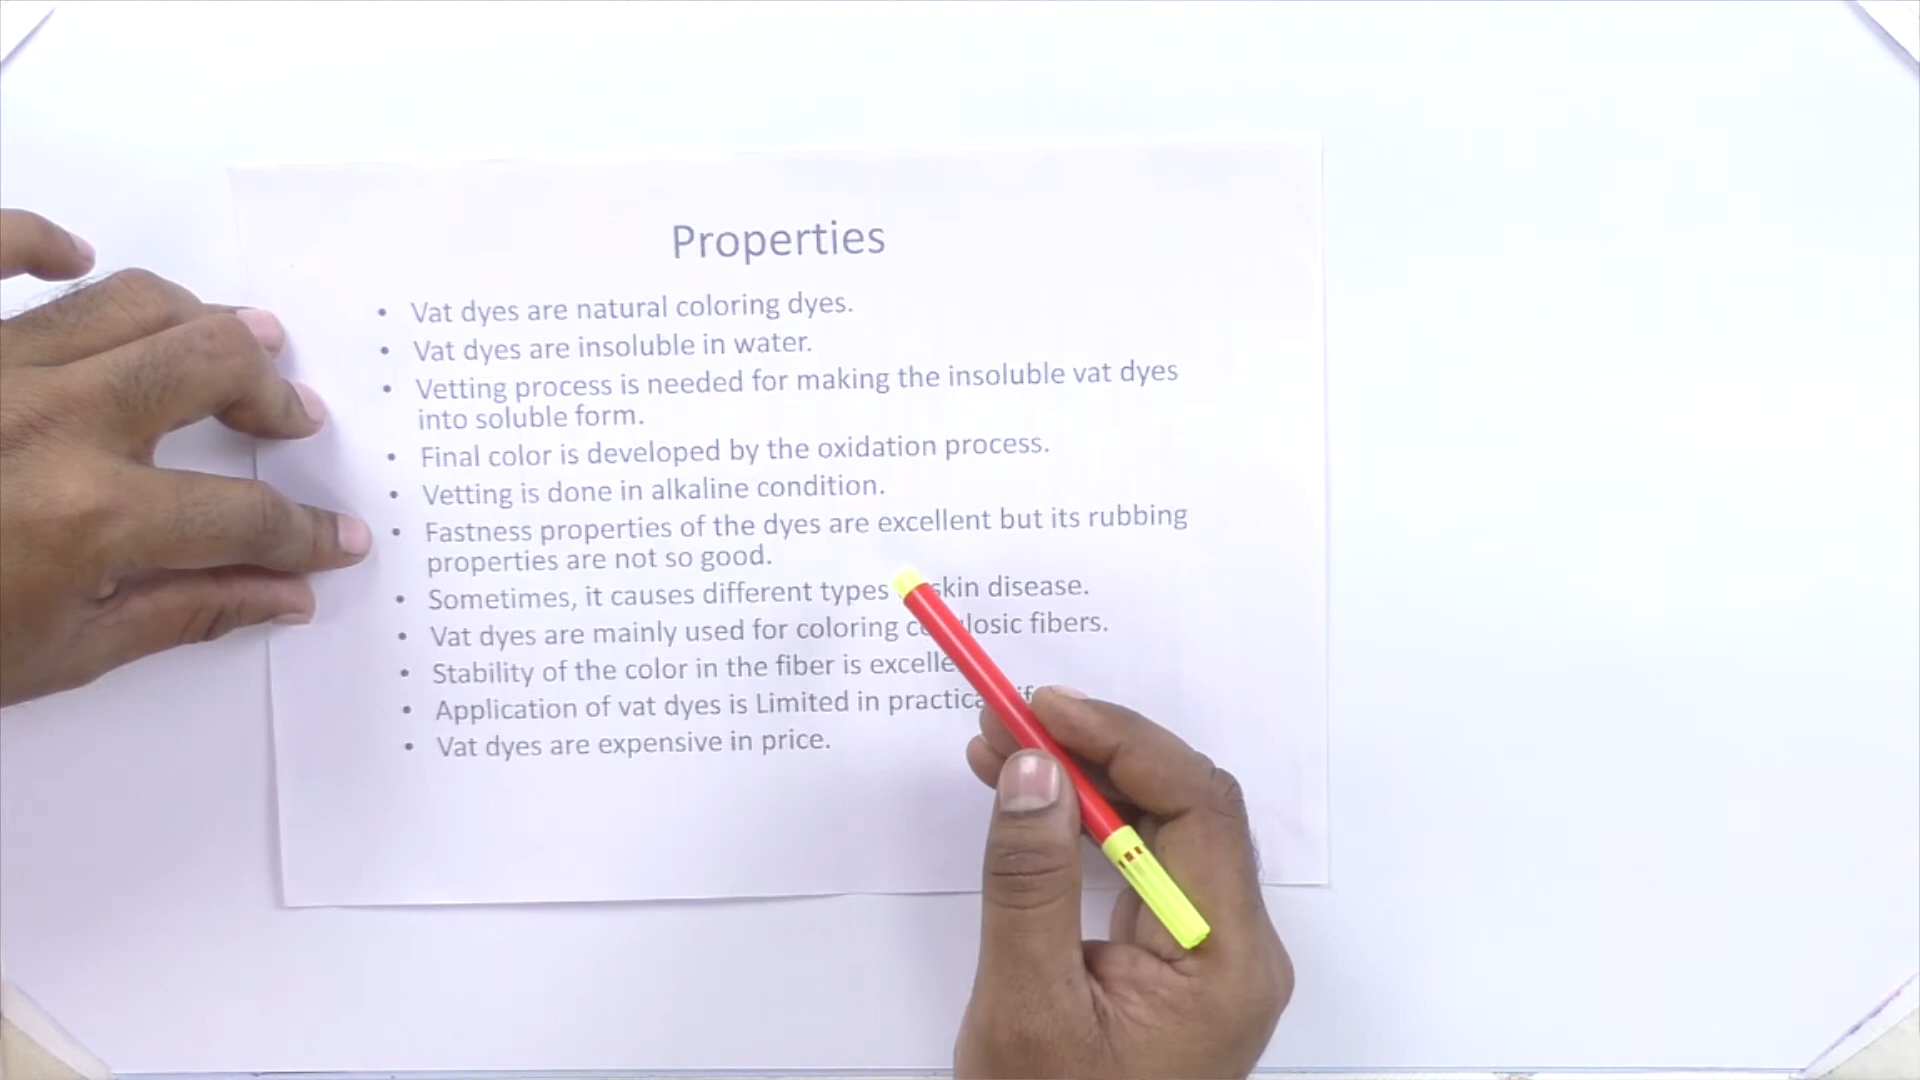 Properties
• Vat dyes are natural coloring dyes.
• Vat dyes are insoluble in water.
• Vetting process is needed for making the insoluble vat dyes
into soluble form.
• Final color is developed by the oxidation process.
• Vetting is done in alkaline condition.
• Fastness properties of the dyes are excellent but its rubbing
properties are not so good.
• Sometimes, it causes different types skin disease.
• Vat dyes are mainly used for coloring fibers.
• Stability of the color in the fiber is
• Application of vat dyes is Limited in
• Vat dyes are expensive in price.